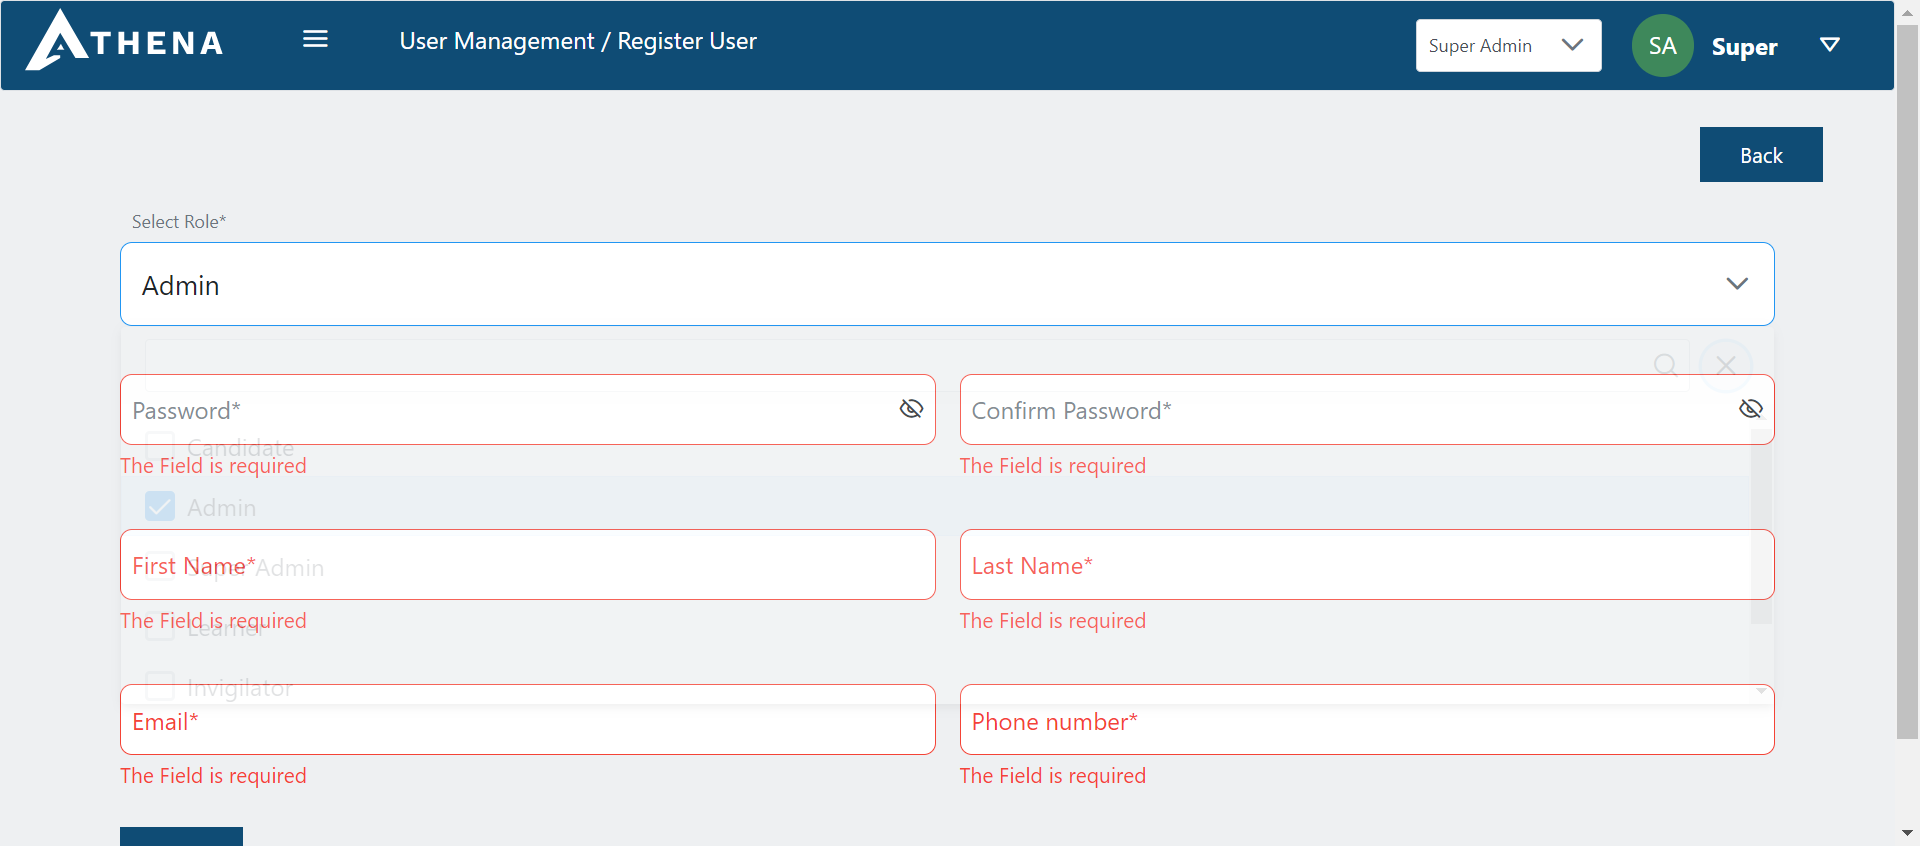 ATHENA
User Management / Register User
Super Admin
SA
Super
Back
Select Role*
Admin
Password*
Confirm Password*
Candidate
The Field is required
The Field is required
Admin
First Name*
Super Admin
Last Name*
The Field is required
Learner
The Field is required
Invigilator
Email*
Phone number*
The Field is required
The Field is required